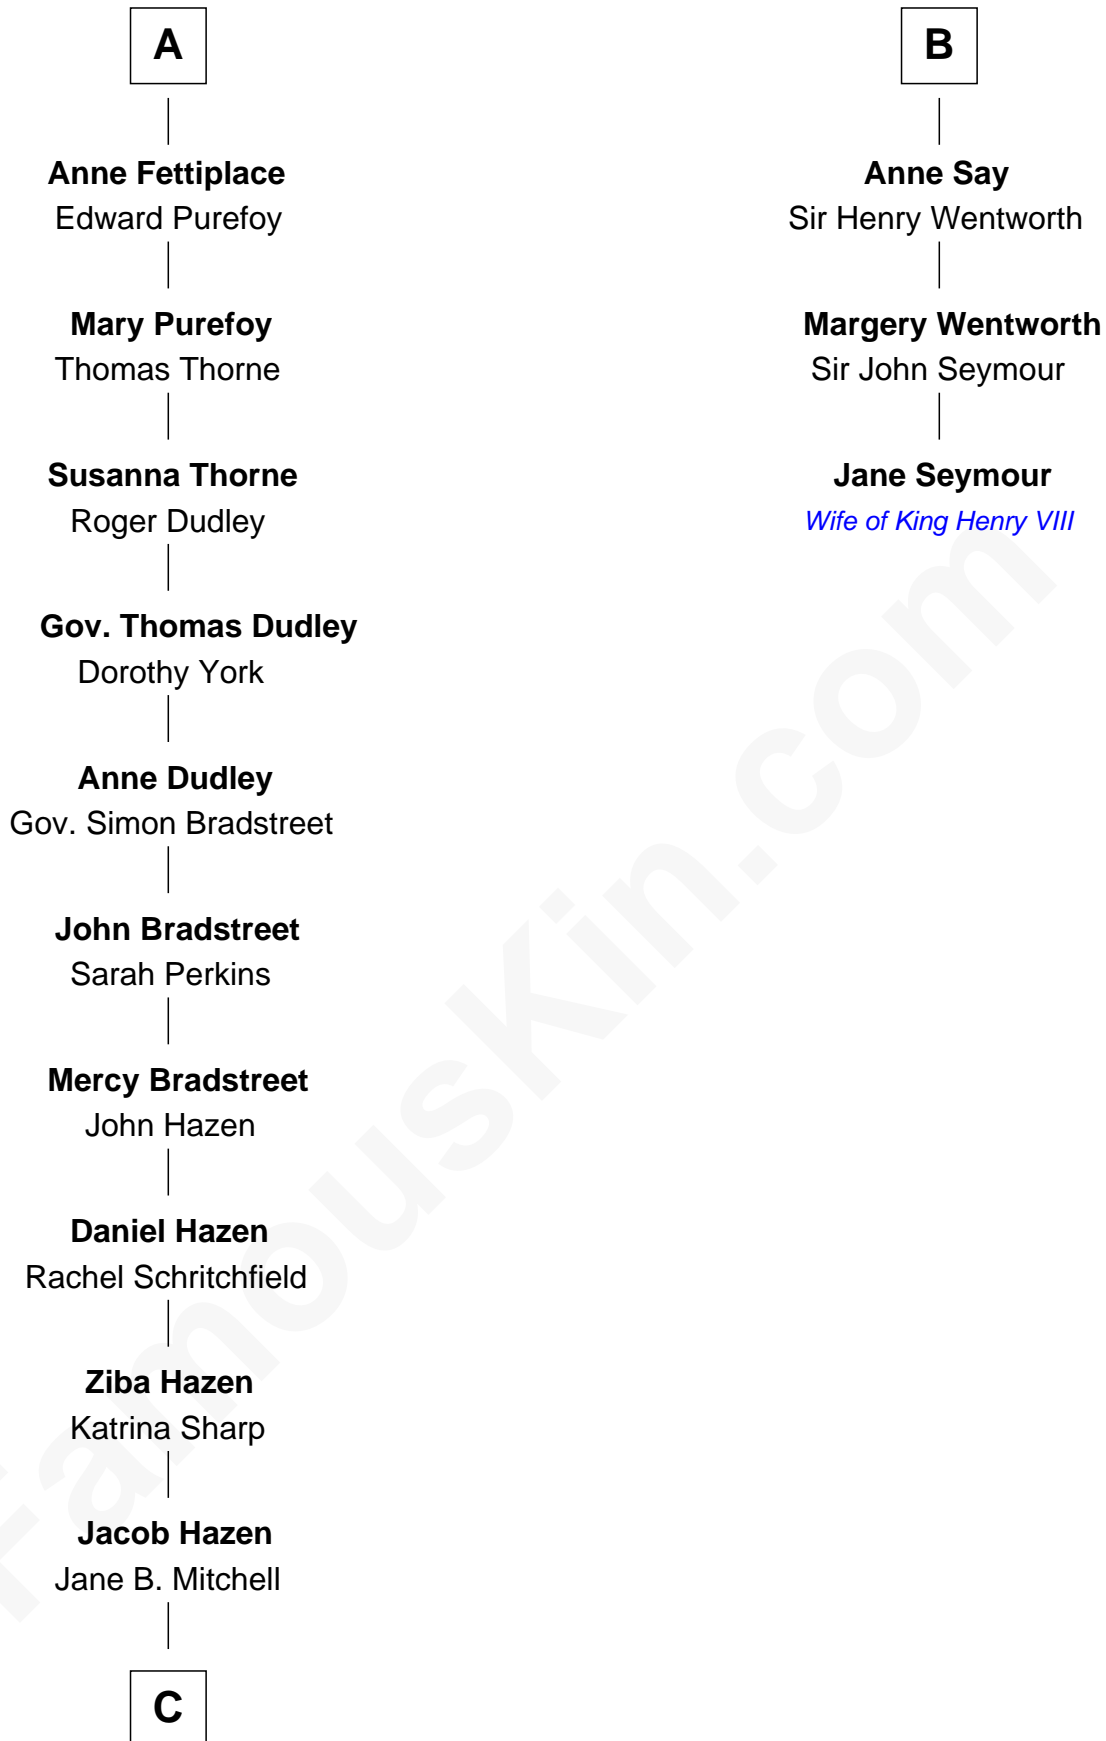 A
Anne Fettiplace
Edward Purefoy
Mary Purefoy
Thomas Thorne
Susanna Thorne
Roger Dudley
Gov. Thomas Dudley
Dorothy York
Anne Dudley
Gov. Simon Bradstreet
John Bradstreet
Sarah Perkins
Mercy Bradstreet
John Hazen
Daniel Hazen
Rachel Schritchfield
Ziba Hazen
Katrina Sharp
Jacob Hazen
Jane B. Mitchell
C
B
Anne Say
Sir Henry Wentworth
Margery Wentworth
Sir John Seymour
Jane Seymour
Wife of King Henry VIII
FamousKin.com